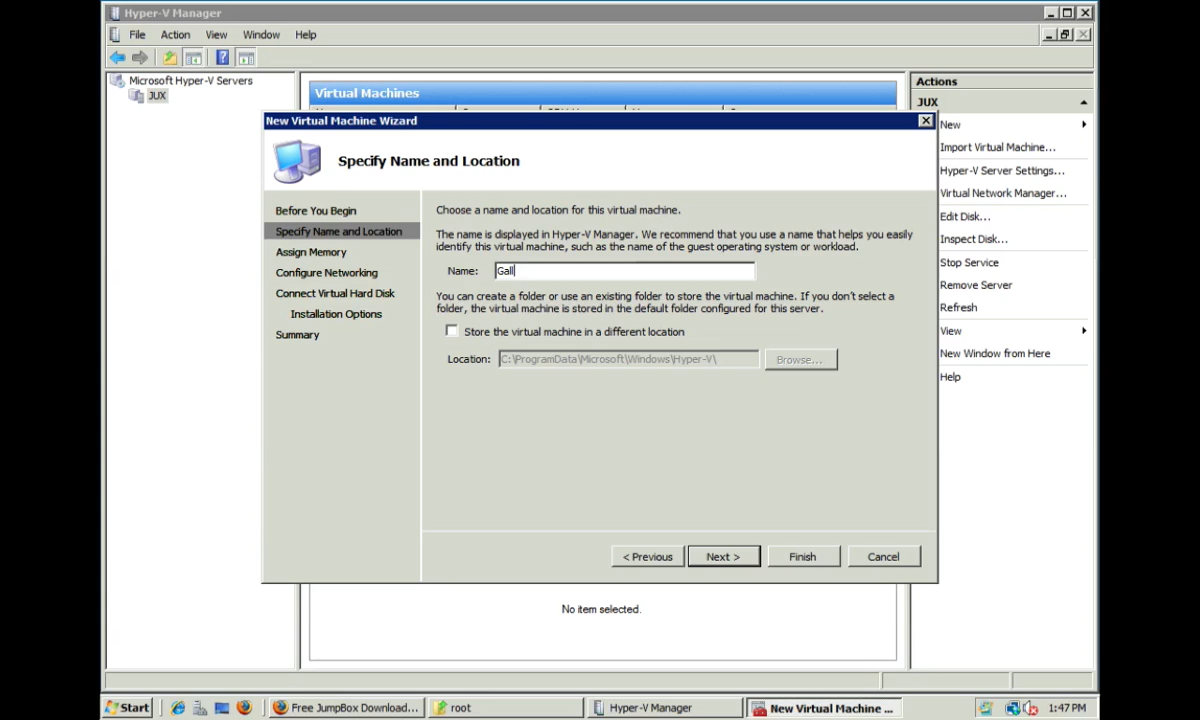 Hyper-V Manager
File Action View Window Help
Microsoft Hyper-V Servers
JUX
Virtual Machines
Actions
JUX
New
Import Virtual Machine...
Hyper-V Server Settings...
Virtual Network Manager...
Edit Disk...
Inspect Disk...
Stop Service
Remove Server
Refresh
View
New Window from Here
Help
New Virtual Machine Wizard
Specify Name and Location
Before You Begin
Specify Name and Location
Assign Memory
Configure Networking
Connect Virtual Hard Disk
Installation Options
Summary
Choose a name and location for this virtual machine.
The name is displayed in Hyper-V Manager. We recommend that you use a name that helps you easily
identify this virtual machine, such as the name of the guest operating system or workload.
Name: Gall
You can create a folder or use an existing folder to store the virtual machine. If you don't select a
folder, the virtual machine is stored in the default folder configured for this server.
Store the virtual machine in a different location
Location: C:\ProgramData\Microsoft\Windows\Hyper-V\ Browse...
< Previous Next > Finish Cancel
No item selected.
Start Free JumpBox Download... root Hyper-V Manager New Virtual Machine ... 1:47 PM